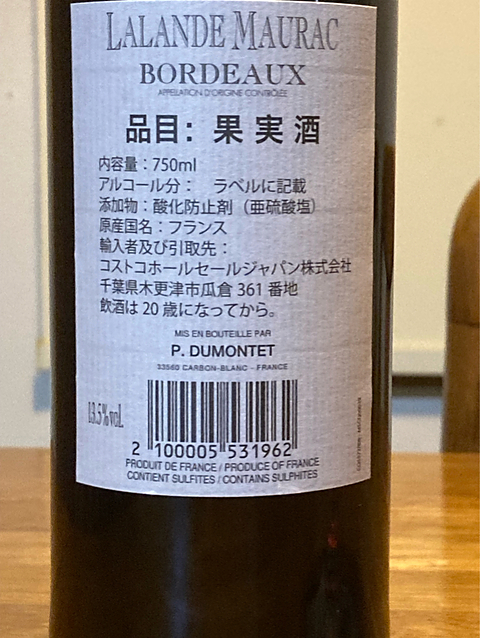 LALANDE MAURAC
BORDEAUX
APPELLATION D'ORIGINE CONTRÔLÉE
品目：果実酒
内容量：750ml
アルコール分：　ラベルに記載
添加物：酸化防止剤（亜硫酸塩）
原産国名：フランス
輸入者及び引取先：
コストコホールセールジャパン株式会社
千葉県木更津市瓜倉 361 番地
飲酒は 20 歳になってから。
MIS EN BOUTEILLE PAR
P. DUMONTET
33560 CARBON-BLANC - FRANCE
13.5% vol.
2 100005 531962
PRODUIT DE FRANCE / PRODUCE OF FRANCE
CONTIENT SULFITES / CONTAINS SULPHITES